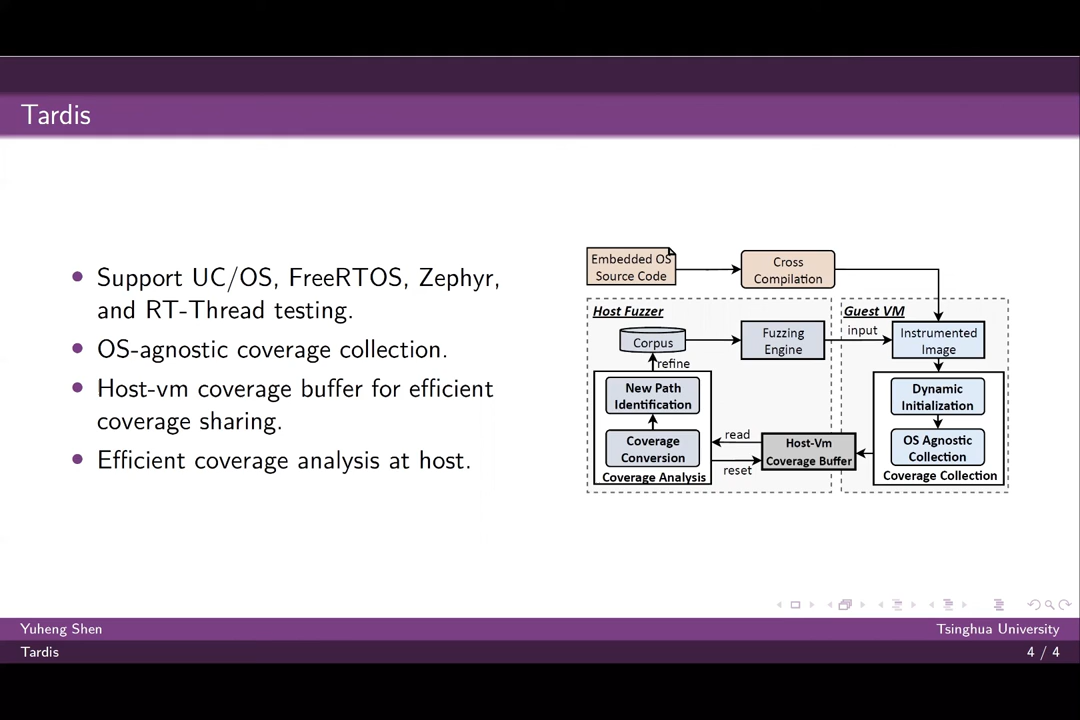 Tardis
• Support UC/OS, FreeRTOS, Zephyr,
and RT-Thread testing.
• OS-agnostic coverage collection.
• Host-vm coverage buffer for efficient
coverage sharing.
• Efficient coverage analysis at host.
Embedded OS
Source Code
Cross
Compilation
Host Fuzzer
Corpus
refine
Fuzzing
Engine
New Path
Identification
Coverage
Conversion
Coverage Analysis
read
reset
Host-Vm
Coverage Buffer
Guest VM
input
Instrumented
Image
Dynamic
Initialization
OS Agnostic
Collection
Coverage Collection
Yuheng Shen
Tsinghua University
Tardis
4 / 4